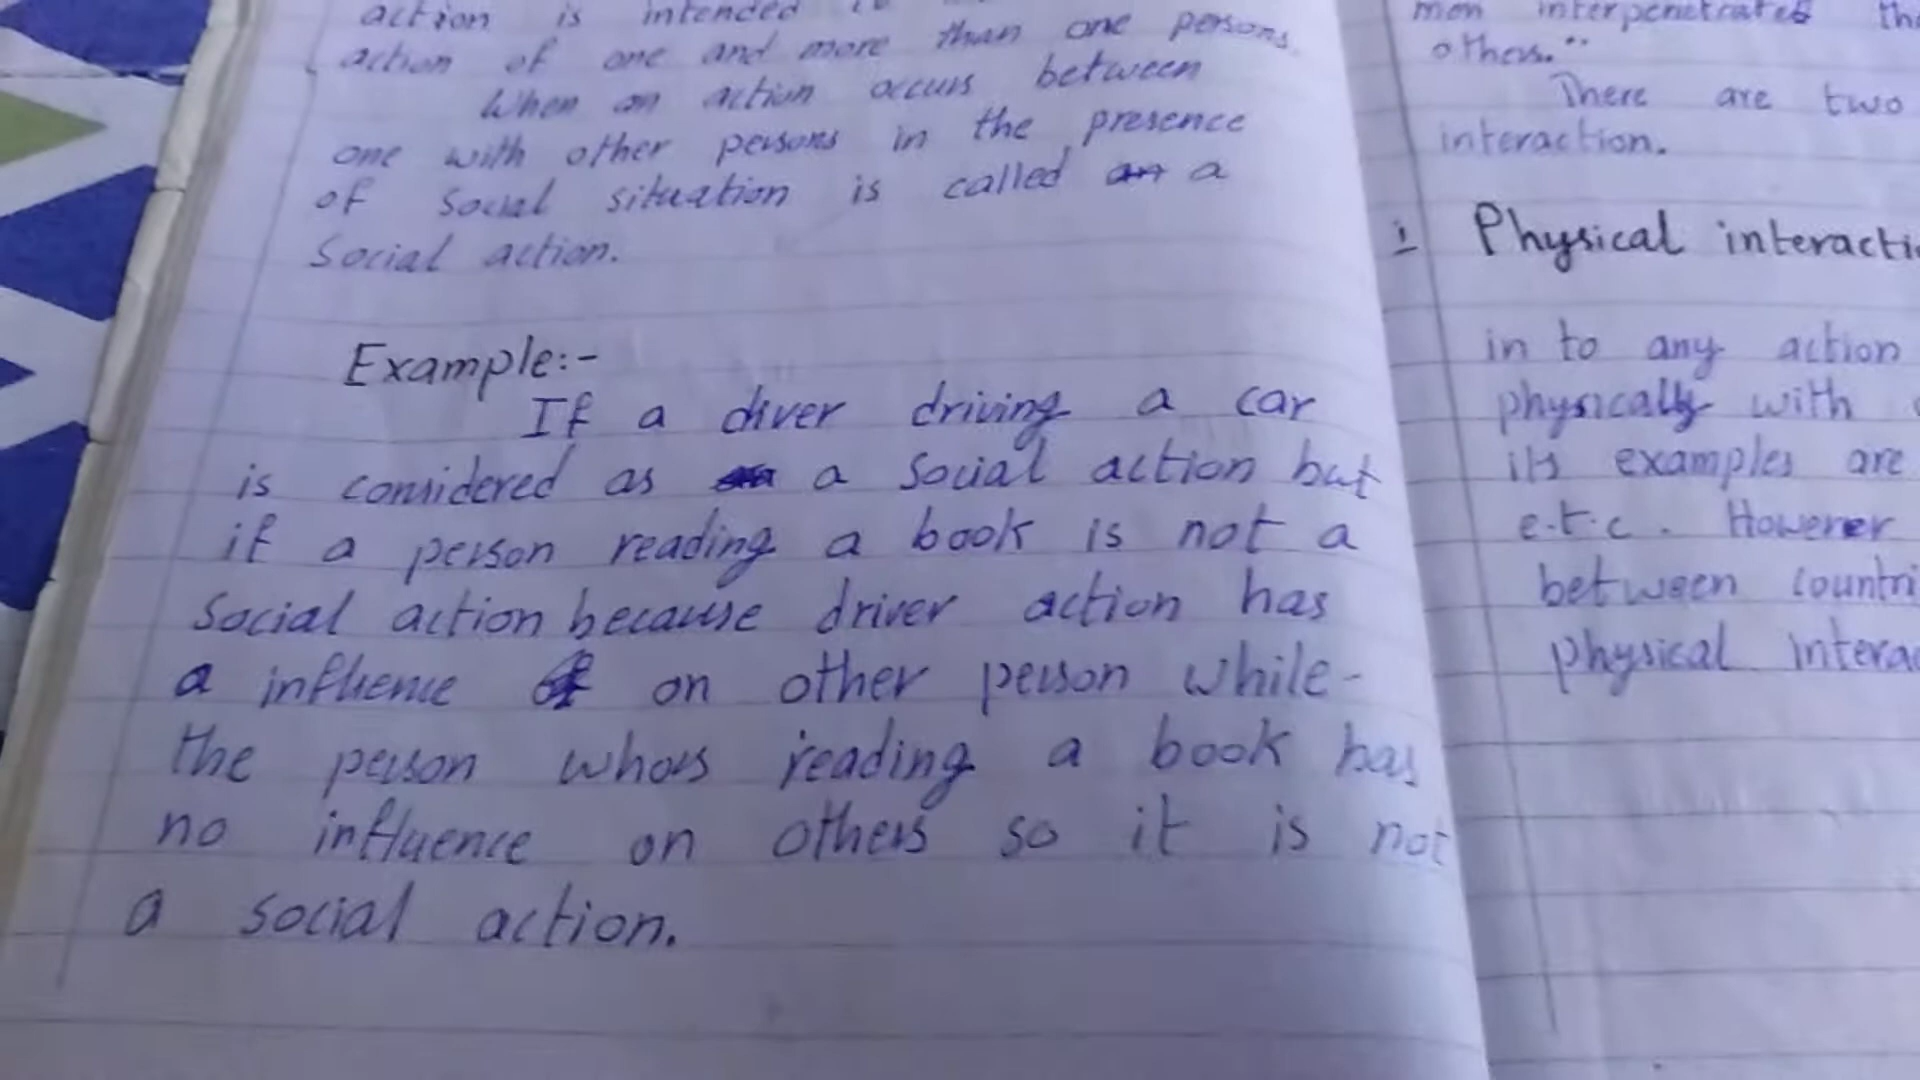 action is intended
action of one and more than one persons.
When an action occurs between
one with other persons in the presence
of social situation is called an a
Social action.
Example:-
If a diver driving a car
is considered as a social action but
if a person reading a book is not a
Social action because driver action has
a influence on other person while-
the person whois reading a book has
no influence on others so it is not
a social action.
men interpenetrates
others."
There are two
interaction.
1 Physical interacti
in to any action
physically with
its examples are
e.t.c. However
between countri
physical interac